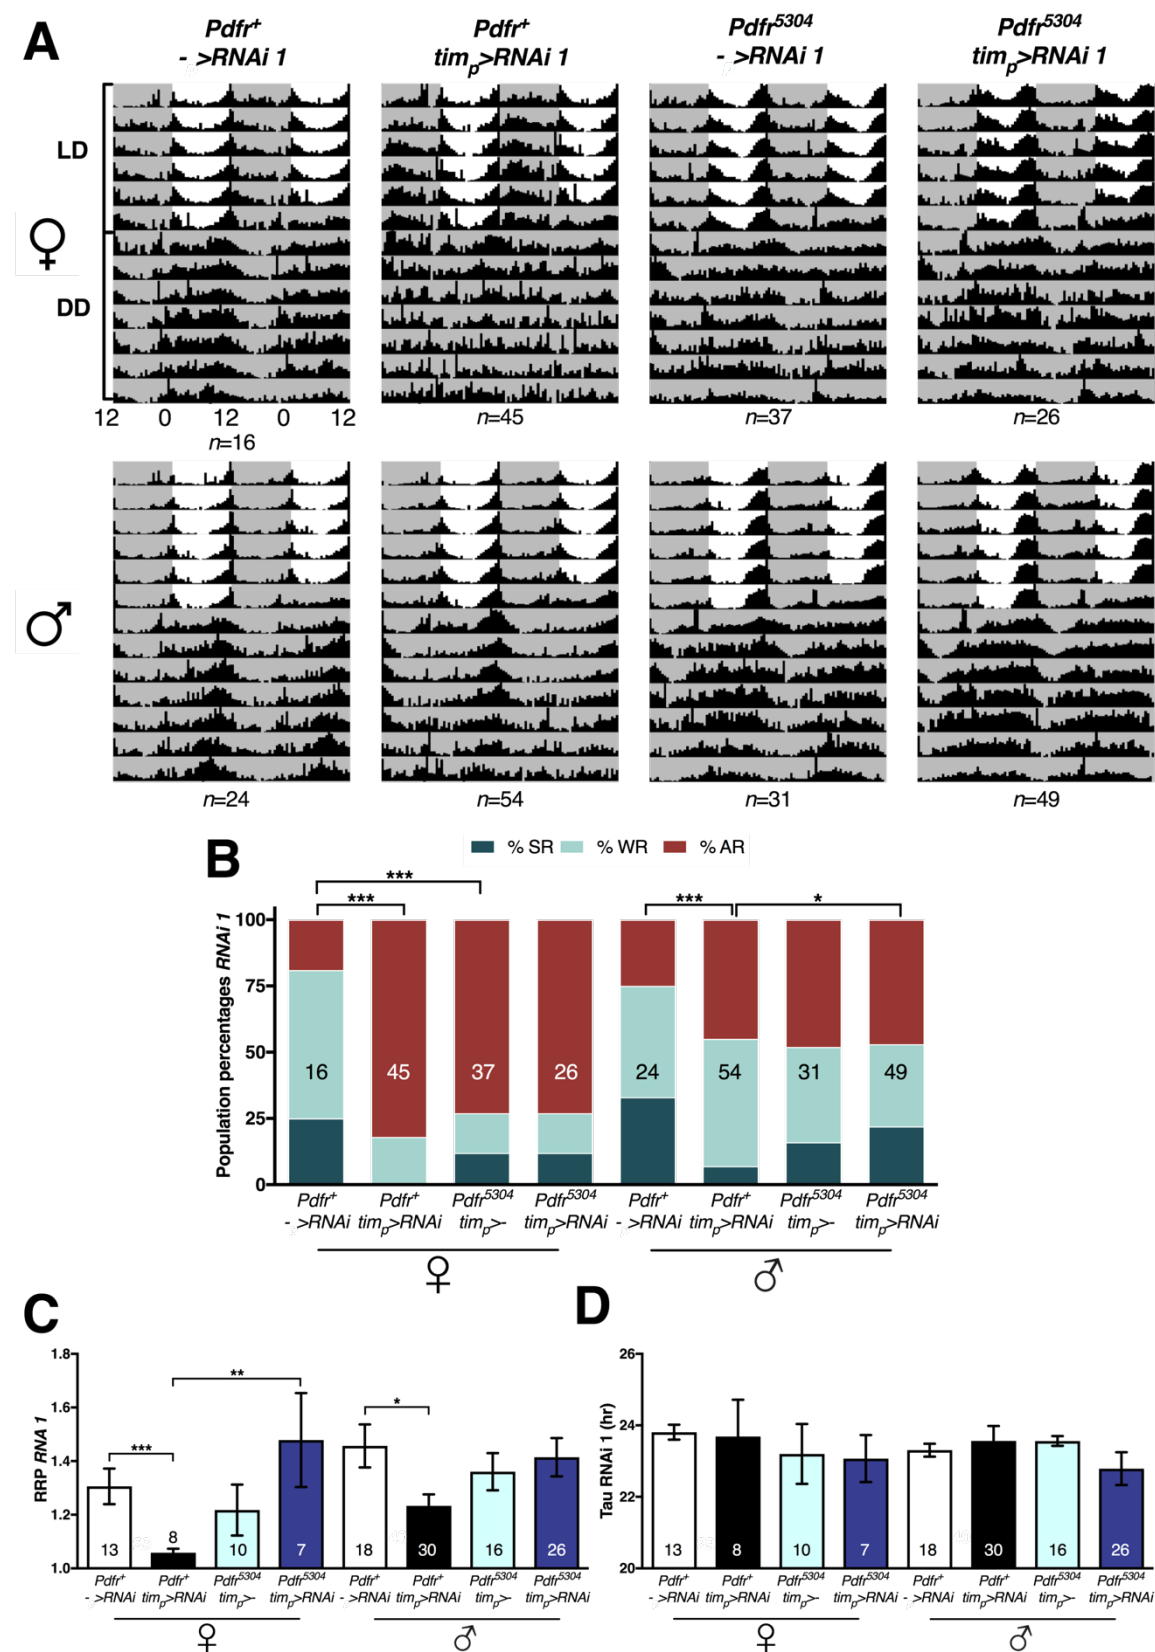 A
Pdfr+ Pdfr+ Pdfr5304 Pdfr5304
- >RNAi 1 timp>RNAi 1 - >RNAi 1 timp>RNAi 1
LD
♀
DD
12 0 12 0 12
n=16 n=45 n=37 n=26
♂
n=24 n=54 n=31 n=49
B
% SR % WR % AR
*** *** *** *
Population percentages RNAi 1
100
75
50
25
0
16 45 37 26 24 54 31 49
Pdfr+ Pdfr+ Pdfr5304 Pdfr5304 Pdfr+ Pdfr+ Pdfr5304 Pdfr5304
- >RNAi timp>RNAi timp>- timp>RNAi - >RNAi timp>RNAi timp>- timp>RNAi
♀ ♂
C
RRP RNA 1
1.8
1.6
1.4
1.2
1.0
*** ** *
13 8 10 7 18 30 16 26
Pdfr+ Pdfr+ Pdfr5304 Pdfr5304 Pdfr+ Pdfr+ Pdfr5304 Pdfr5304
- >RNAi timp>RNAi timp>- timp>RNAi - >RNAi timp>RNAi timp>- timp>RNAi
♀ ♂
D
Tau RNAi 1 (hr)
26
24
22
20
13 8 10 7 18 30 16 26
Pdfr+ Pdfr+ Pdfr5304 Pdfr5304 Pdfr+ Pdfr+ Pdfr5304 Pdfr5304
- >RNAi timp>RNAi timp>- timp>RNAi - >RNAi timp>RNAi timp>- timp>RNAi
♀ ♂